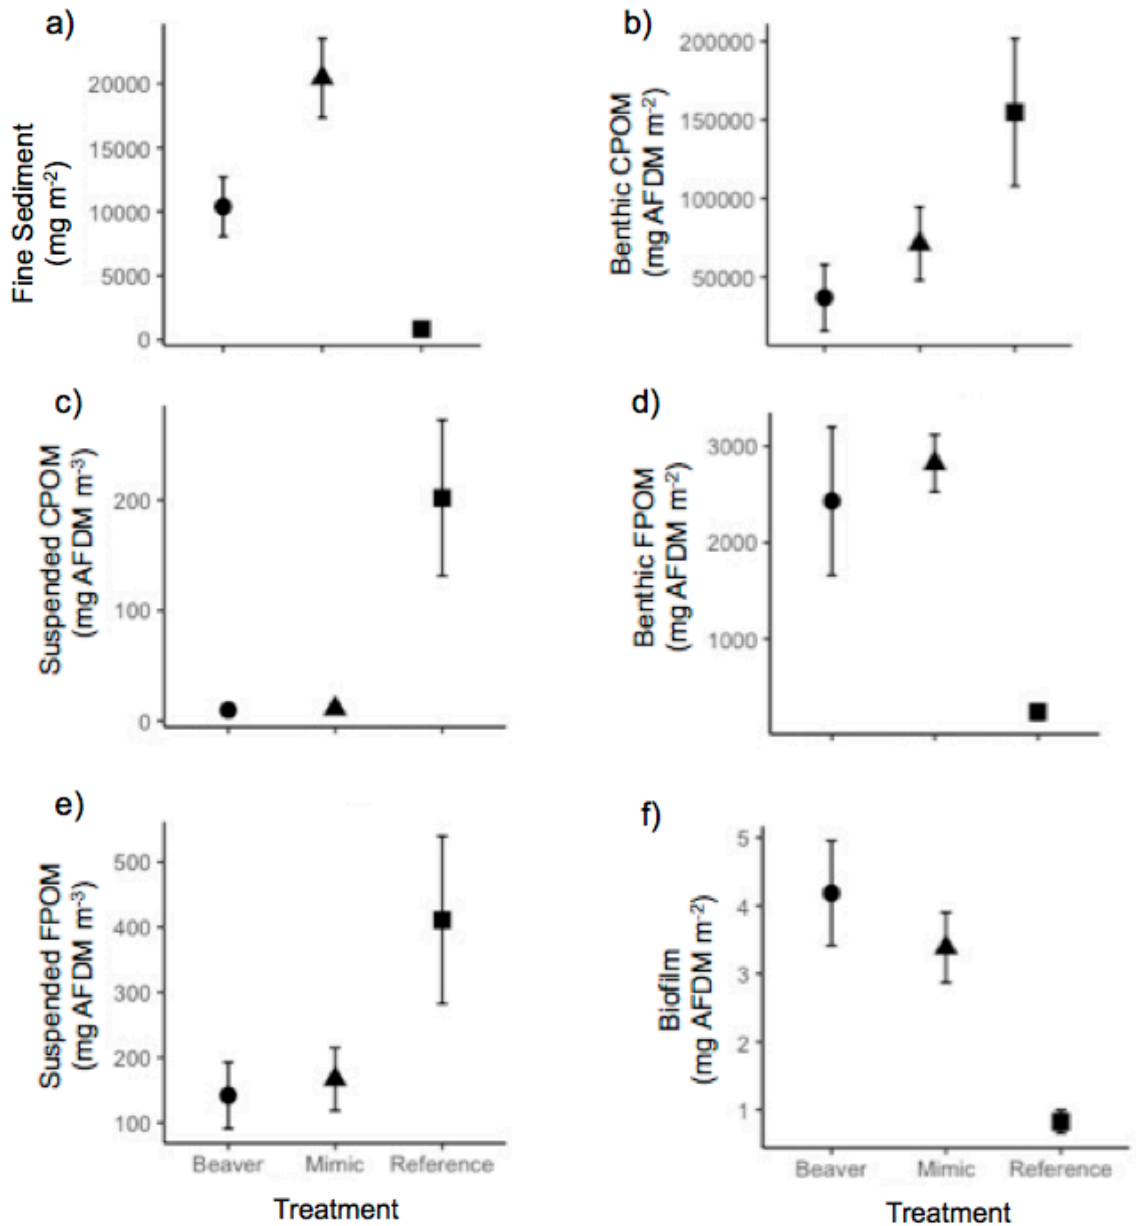 a)
Fine Sediment
(mg m-2)
20000
15000
10000
5000
0
b)
Benthic CPOM
(mg AFDM m-2)
200000
150000
100000
50000
c)
Suspended CPOM
(mg AFDM m-3)
200
100
0
d)
Benthic FPOM
(mg AFDM m-2)
3000
2000
1000
e)
Suspended FPOM
(mg AFDM m-3)
500
400
300
200
100
Beaver Mimic Reference
Treatment
f)
Biofilm
(mg AFDM m-2)
5
4
3
2
1
Beaver Mimic Reference
Treatment